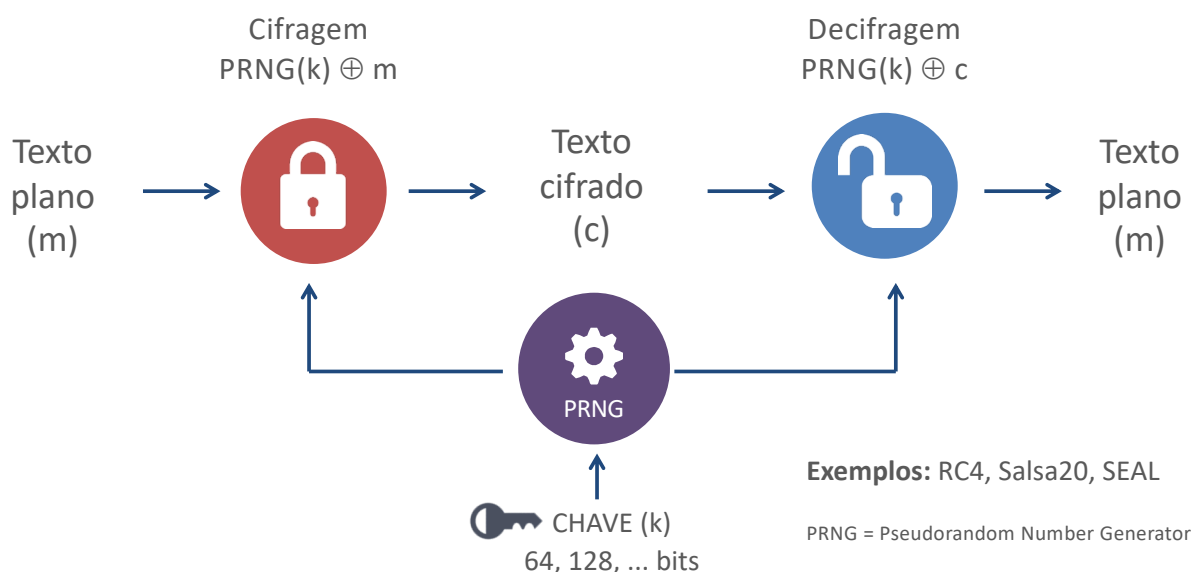 Cifragem
PRNG(k) ⊕ m
Decifragem
PRNG(k) ⊕ c
Texto
plano
(m)
Texto
cifrado
(c)
Texto
plano
(m)
PRNG
CHAVE (k)
64, 128, ... bits
Exemplos: RC4, Salsa20, SEAL
PRNG = Pseudorandom Number Generator